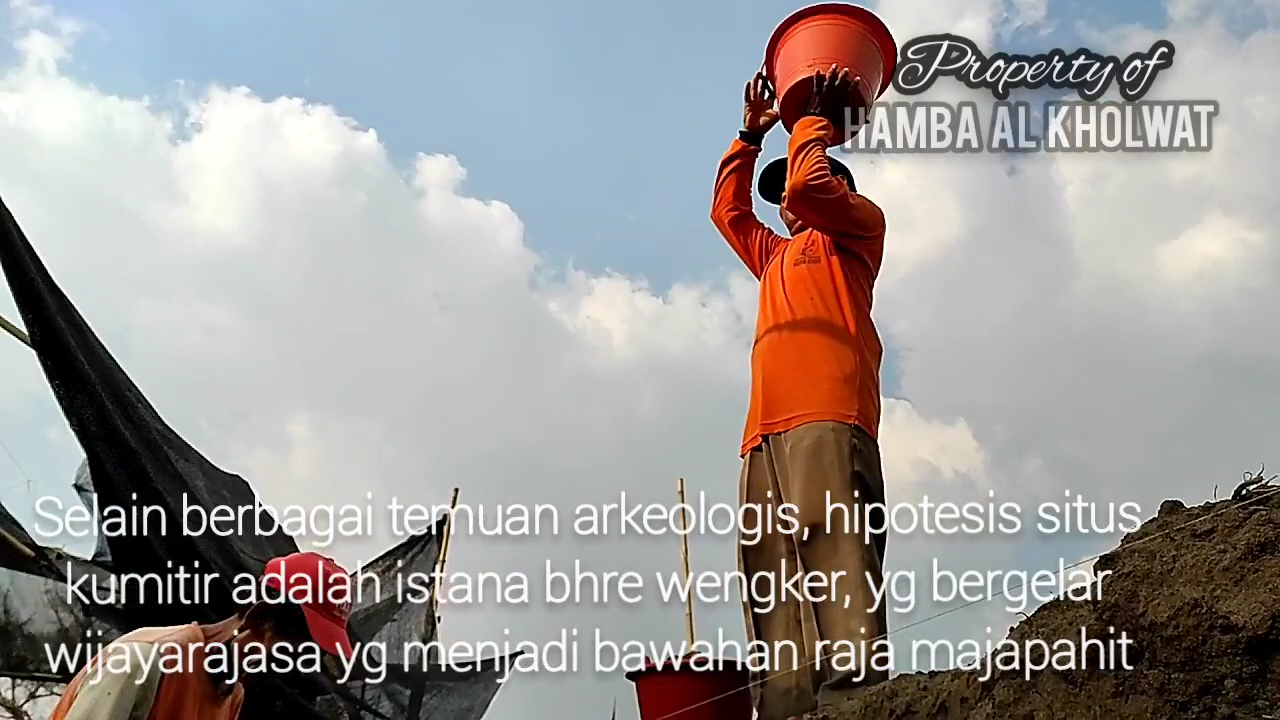 Property of
HAMBA AL KHOLWAT
Selain berbagai temuan arkeologis, hipotesis situs
kumitir adalah istana bhre wengker, yg bergelar
wijayarajasa yg menjadi bawahan raja majapahit